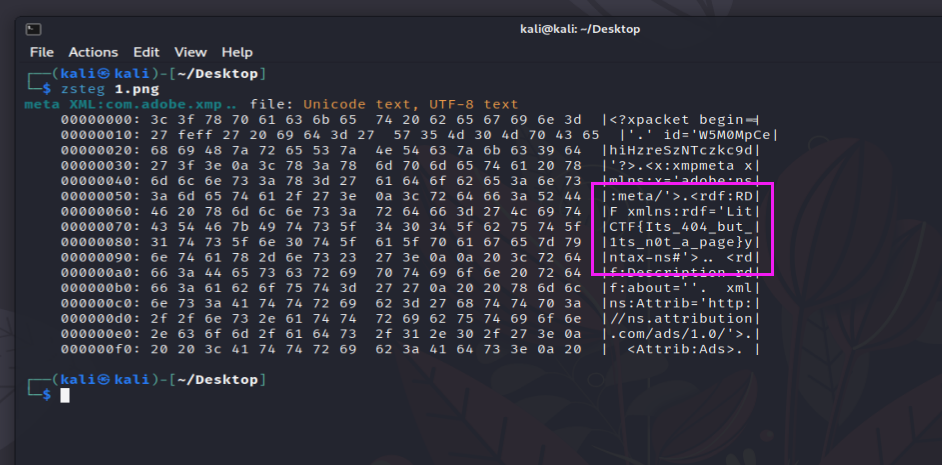 kali@kali: ~/Desktop
File Actions Edit View Help
┌──(kali㉿kali)-[~/Desktop]
└─$ zsteg 1.png
meta XML:com.adobe.xmp.. file: Unicode text, UTF-8 text
00000000: 3c 3f 78 70 61 63 6b 65 74 20 62 65 67 69 6e 3d |<?xpacket begin=|
00000010: 27 feff 27 20 69 64 3d 27 57 35 4d 30 4d 70 43 65 |'.' id='W5M0MpCe|
00000020: 68 69 48 7a 72 65 53 7a 4e 54 63 7a 6b 63 39 64 |hiHzreSzNTczkc9d|
00000030: 27 3f 3e 0a 3c 78 3a 78 6d 70 6d 65 74 61 20 78 |'?>.<x:xmpmeta x|
00000040: 6d 6c 6e 73 3a 78 3d 27 61 64 6f 62 65 3a 6e 73 |mlns:x='adobe:ns|
00000050: 3a 6d 65 74 61 2f 27 3e 0a 3c 72 64 66 3a 52 44 |:meta/'>.<rdf:RD|
00000060: 46 20 78 6d 6c 6e 73 3a 72 64 66 3d 27 4c 69 74 |F xmlns:rdf='Lit|
00000070: 43 54 46 7b 49 74 73 5f 34 30 34 5f 62 75 74 5f |CTF{Its_404_but_|
00000080: 31 74 73 5f 6e 30 74 5f 61 5f 70 61 67 65 7d 79 |1ts_n0t_a_page}y|
00000090: 6e 74 61 78 2d 6e 73 23 27 3e 0a 0a 20 3c 72 64 |ntax-ns#'>.. <rd|
000000a0: 66 3a 44 65 73 63 72 69 70 74 69 6f 6e 20 72 64 |f:Description rd|
000000b0: 66 3a 61 62 6f 75 74 3d 27 27 0a 20 20 78 6d 6c |f:about=''.  xml|
000000c0: 6e 73 3a 41 74 74 72 69 62 3d 27 68 74 74 70 3a |ns:Attrib='http:|
000000d0: 2f 2f 6e 73 2e 61 74 74 72 69 62 75 74 69 6f 6e |//ns.attribution|
000000e0: 2e 63 6f 6d 2f 61 64 73 2f 31 2e 30 2f 27 3e 0a |.com/ads/1.0/'>.|
000000f0: 20 20 3c 41 74 74 72 69 62 3a 41 64 73 3e 0a 20 |  <Attrib:Ads>. |
┌──(kali㉿kali)-[~/Desktop]
└─$